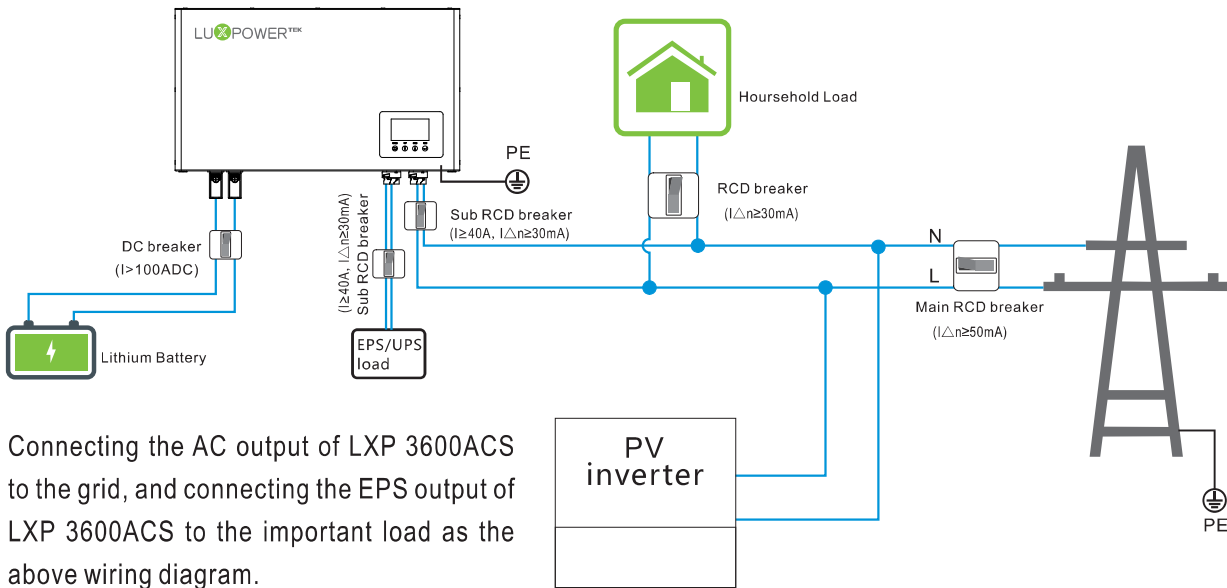 LUXPOWERTEK
PE
DC breaker
(I>100ADC)
Lithium Battery
Sub RCD breaker
(I≥40A, I△n≥30mA)
Sub RCD breaker
(I≥40A, I△n≥30mA)
EPS/UPS
load
Hoursehold Load
RCD breaker
(I△n≥30mA)
N
L
Main RCD breaker
(I△n≥50mA)
PV
inverter
PE
Connecting the AC output of LXP 3600ACS
to the grid, and connecting the EPS output of
LXP 3600ACS to the important load as the
above wiring diagram.